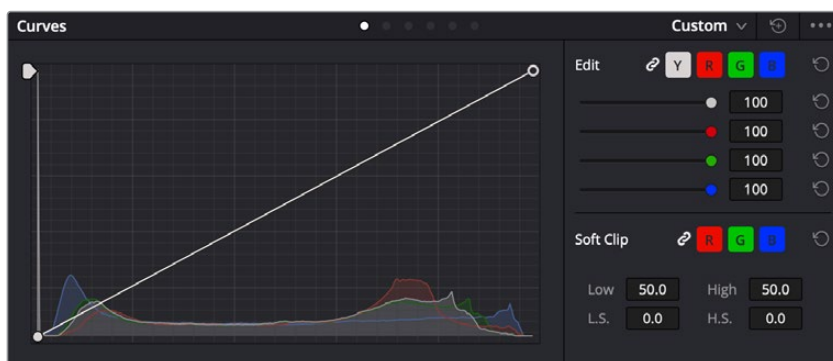 Curves
Custom
Edit
Y R G B
100
100
100
100
Soft Clip
R G B
Low 50.0 High 50.0
L.S. 0.0 H.S. 0.0